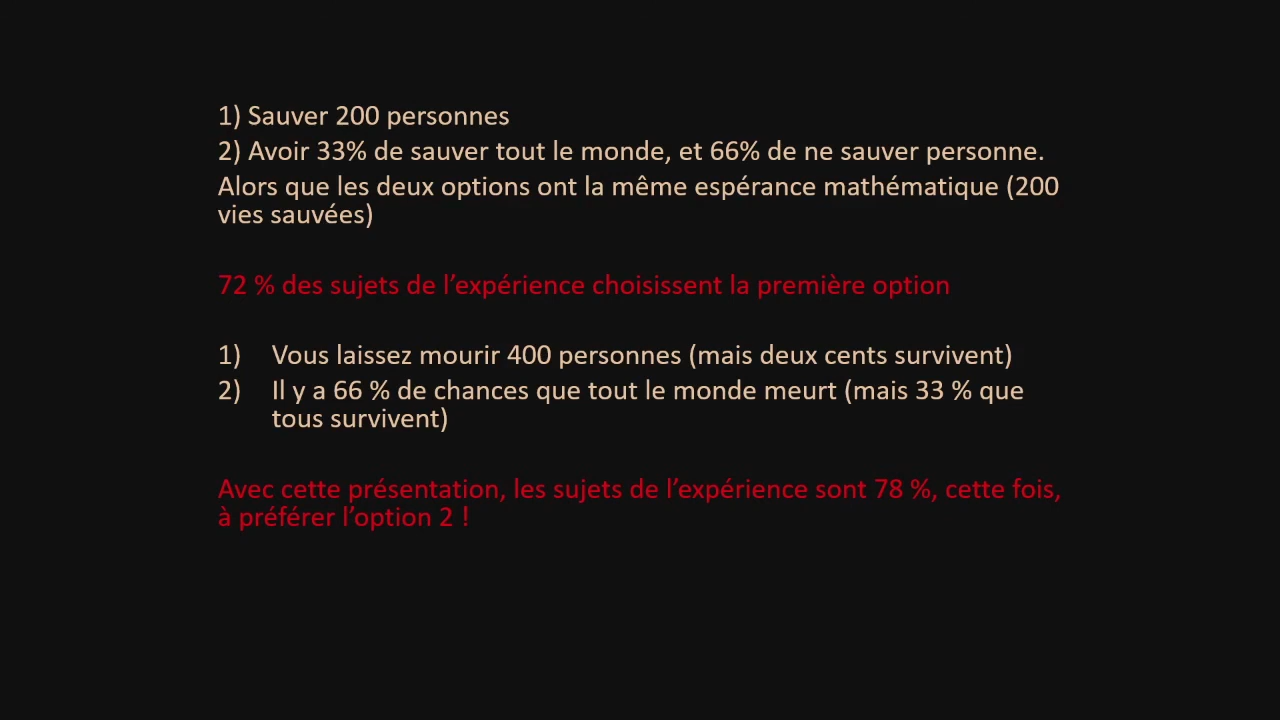 1) Sauver 200 personnes
2) Avoir 33% de sauver tout le monde, et 66% de ne sauver personne.
Alors que les deux options ont la même espérance mathématique (200
vies sauvées)
72 % des sujets de l’expérience choisissent la première option
1) Vous laissez mourir 400 personnes (mais deux cents survivent)
2) Il y a 66 % de chances que tout le monde meurt (mais 33 % que
tous survivent)
Avec cette présentation, les sujets de l’expérience sont 78 %, cette fois,
à préférer l’option 2 !